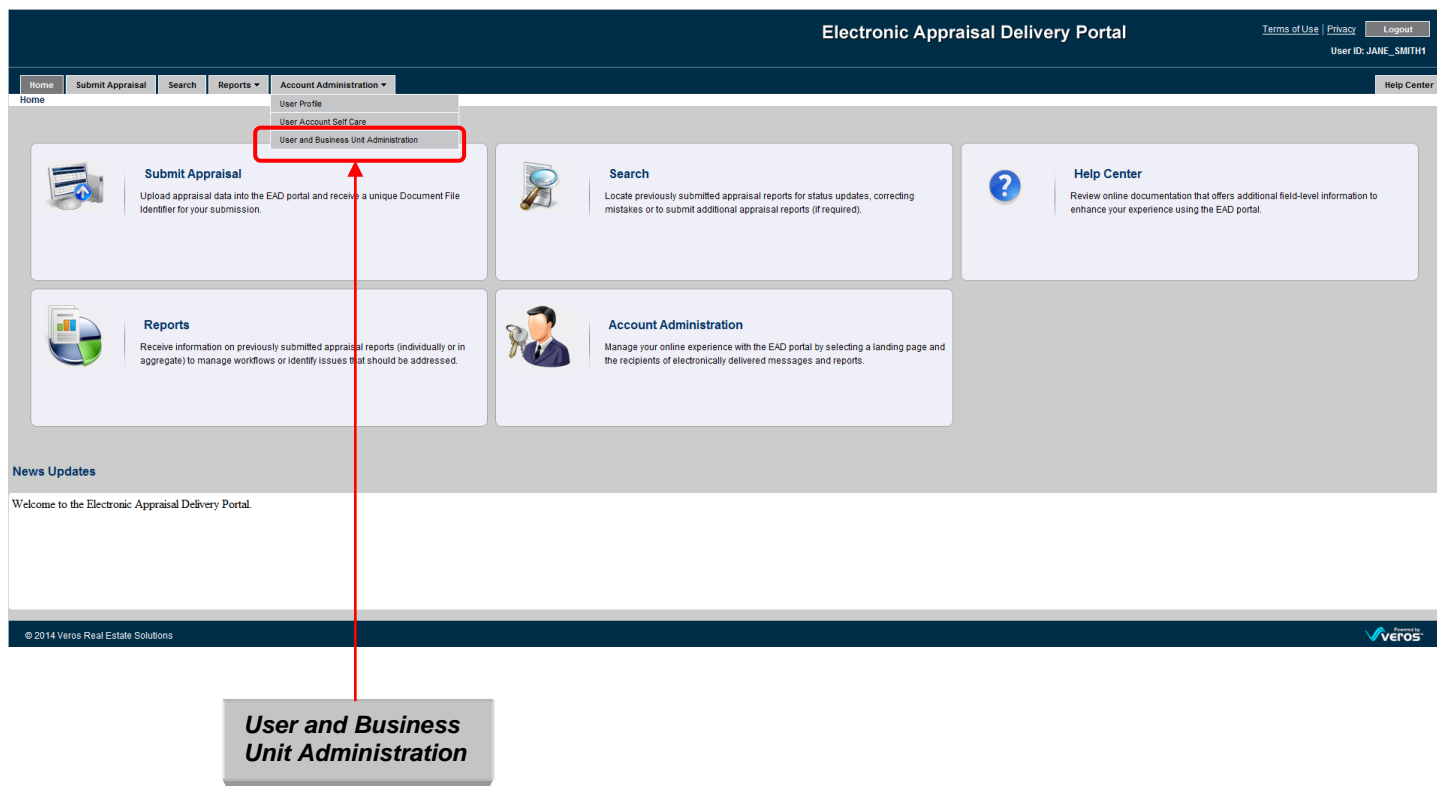 Electronic Appraisal Delivery Portal
Terms of Use | Privacy Logout
User ID: JANE_SMITH1
Home Submit Appraisal Search Reports Account Administration Help Center
Home
User Profile
User Account Self Care
User and Business Unit Administration
Submit Appraisal
Upload appraisal data into the EAD portal and receive a unique Document File
Identifier for your submission.
Search
Locate previously submitted appraisal reports for status updates, correcting
mistakes or to submit additional appraisal reports (if required).
Help Center
Review online documentation that offers additional field-level information to
enhance your experience using the EAD portal.
Reports
Receive information on previously submitted appraisal reports (individually or in
aggregate) to manage workflows or identify issues that should be addressed.
Account Administration
Manage your online experience with the EAD portal by selecting a landing page and
the recipients of electronically delivered messages and reports.
News Updates
Welcome to the Electronic Appraisal Delivery Portal.
© 2014 Veros Real Estate Solutions
Powered by
veros
User and Business
Unit Administration